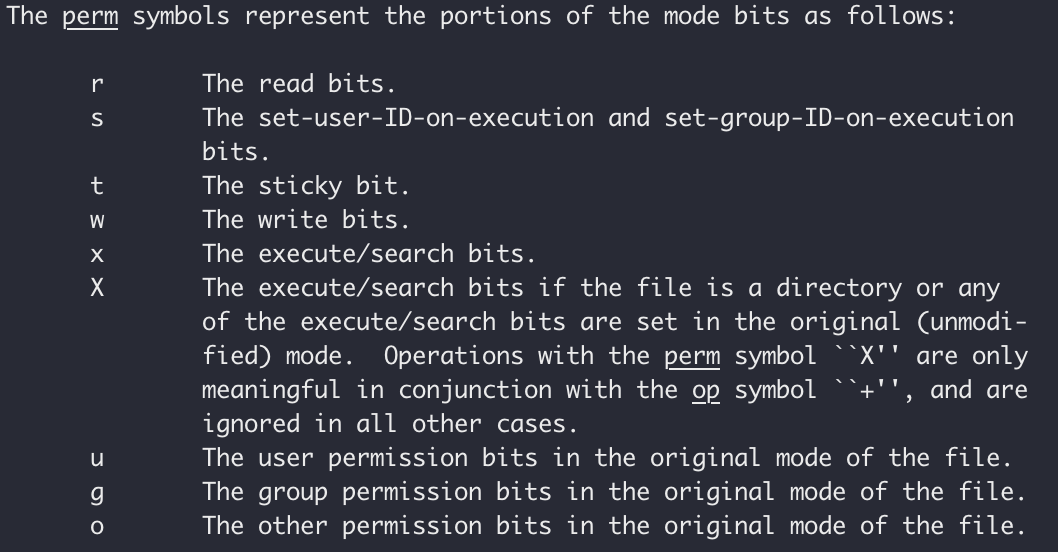 The perm symbols represent the portions of the mode bits as follows:
r The read bits.
s The set-user-ID-on-execution and set-group-ID-on-execution
bits.
t The sticky bit.
w The write bits.
x The execute/search bits.
X The execute/search bits if the file is a directory or any
of the execute/search bits are set in the original (unmodi-
fied) mode.  Operations with the perm symbol ``X'' are only
meaningful in conjunction with the op symbol ``+'', and are
ignored in all other cases.
u The user permission bits in the original mode of the file.
g The group permission bits in the original mode of the file.
o The other permission bits in the original mode of the file.